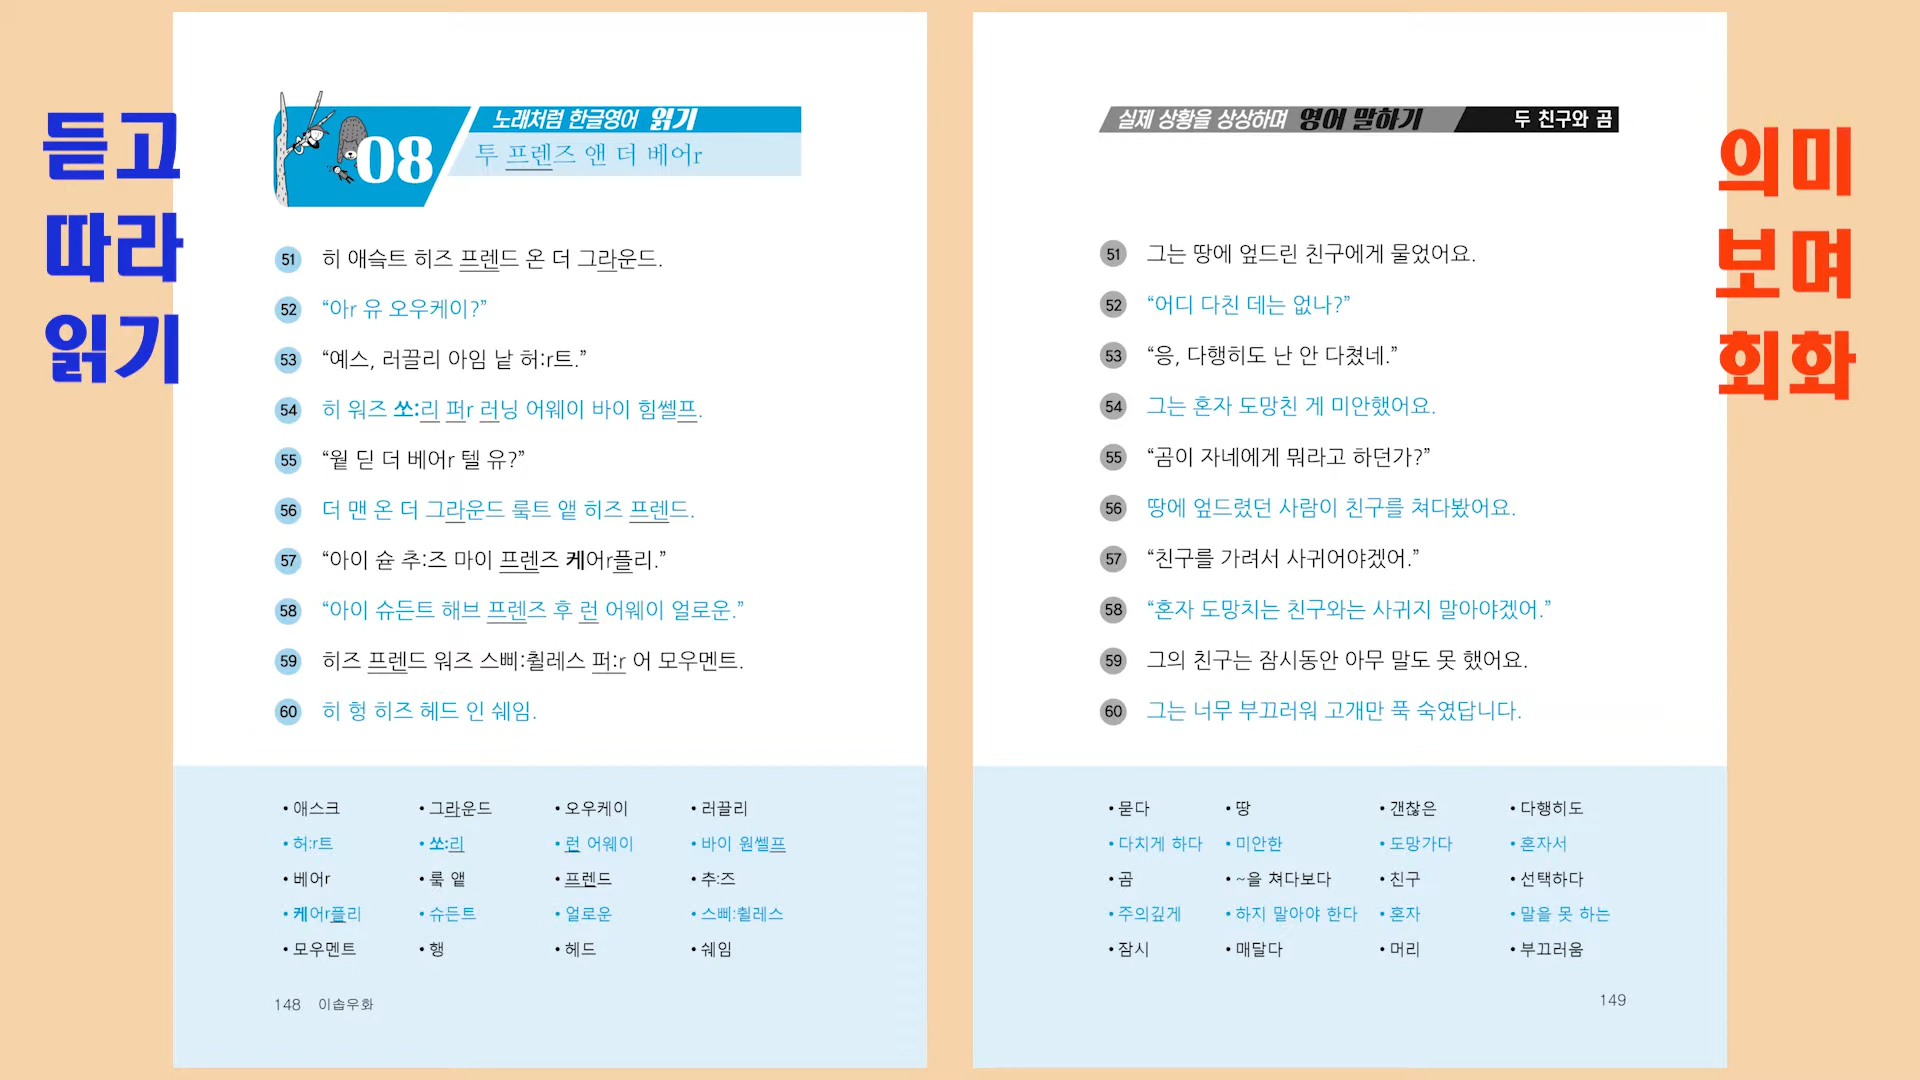 듣고
따라
읽기
노래처럼 한글영어 읽기
08
투 프렌즈 앤 더 베어r
51 히 애슼트 히즈 프렌드 온 더 그라운드.
52 “아r 유 오우케이?”
53 “예스, 러끌리 아임 낱 허:r트.”
54 히 워즈 쏘:리 퍼r 러닝 어웨이 바이 힘쎌프.
55 “월 딛 더 베어r 텔 유?”
56 더 맨 온 더 그라운드 뤀트 앹 히즈 프렌드.
57 “아이 슏 추:즈 마이 프렌즈 케어r플리.”
58 “아이 슈든트 해브 프렌즈 후 런 어웨이 얼로운.”
59 히즈 프렌드 워즈 스삐:췰레스 퍼:r 어 모우멘트.
60 히 헝 히즈 헤드 인 쉐임.
• 애스크 • 그라운드 • 오우케이 • 러끌리
• 허:r트 • 쏘:리 • 런 어웨이 • 바이 원쎌프
• 베어r • 뤀 앹 • 프렌드 • 추:즈
• 케어r플리 • 슈든트 • 얼로운 • 스삐:췰레스
• 모우멘트 • 행 • 헤드 • 쉐임
148 이솝우화
실제 상황을 상상하며 영어 말하기 두 친구와 곰
51 그는 땅에 엎드린 친구에게 물었어요.
52 “어디 다친 데는 없나?”
53 “응, 다행히도 난 안 다쳤네.”
54 그는 혼자 도망친 게 미안했어요.
55 “곰이 자네에게 뭐라고 하던가?”
56 땅에 엎드렸던 사람이 친구를 쳐다봤어요.
57 “친구를 가려서 사귀어야겠어.”
58 “혼자 도망치는 친구와는 사귀지 말아야겠어.”
59 그의 친구는 잠시동안 아무 말도 못 했어요.
60 그는 너무 부끄러워 고개만 푹 숙였답니다.
• 묻다 • 땅 • 갠찮은 • 다행히도
• 다치게 하다 • 미안한 • 도망가다 • 혼자서
• 곰 • ~을 쳐다보다 • 친구 • 선택하다
• 주의깊게 • 하지 말아야 한다 • 혼자 • 말을 못 하는
• 잠시 • 매달다 • 머리 • 부끄러움
149
의미
보며
회화